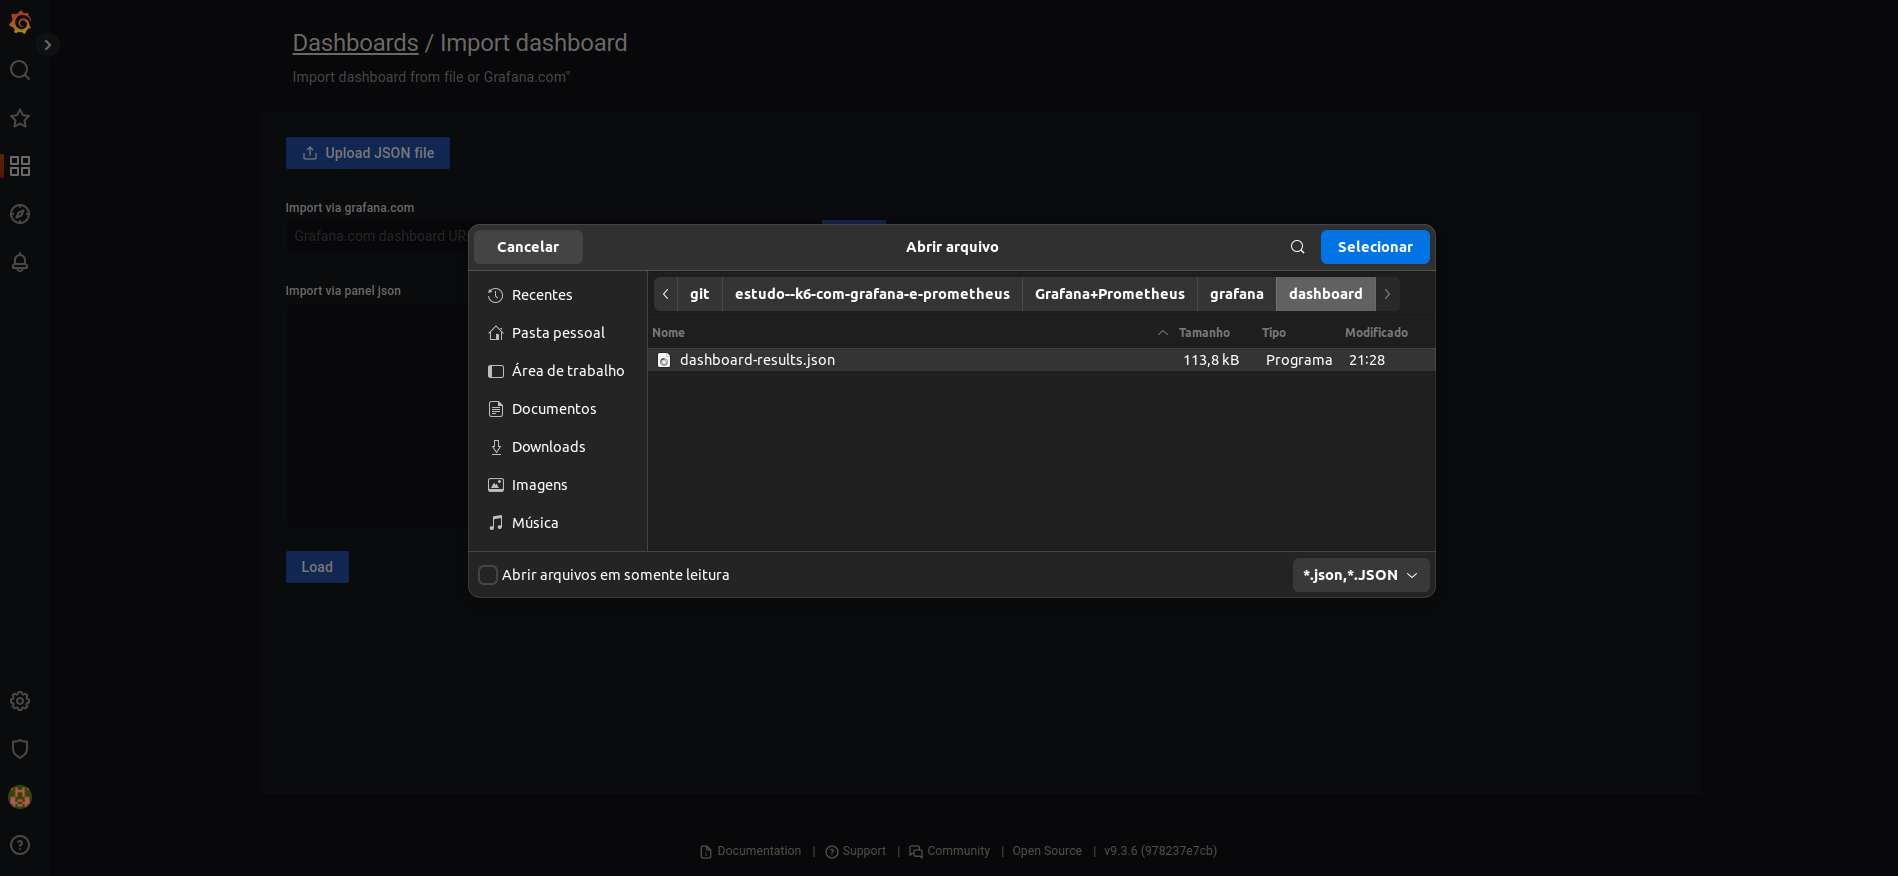 Dashboards / Import dashboard
Import dashboard from file or Grafana.com"
Upload JSON file
Import via grafana.com
Grafana.com dashboard UR
Import via panel json
Load
Cancelar
Abrir arquivo
Selecionar
Recentes
Pasta pessoal
Área de trabalho
Documentos
Downloads
Imagens
Música
git estudo--k6-com-grafana-e-prometheus Grafana+Prometheus grafana dashboard
Nome Tamanho Tipo Modificado
dashboard-results.json 113,8 kB Programa 21:28
Abrir arquivos em somente leitura
*.json,*.JSON
Documentation | Support | Community | Open Source | v9.3.6 (978237e7cb)